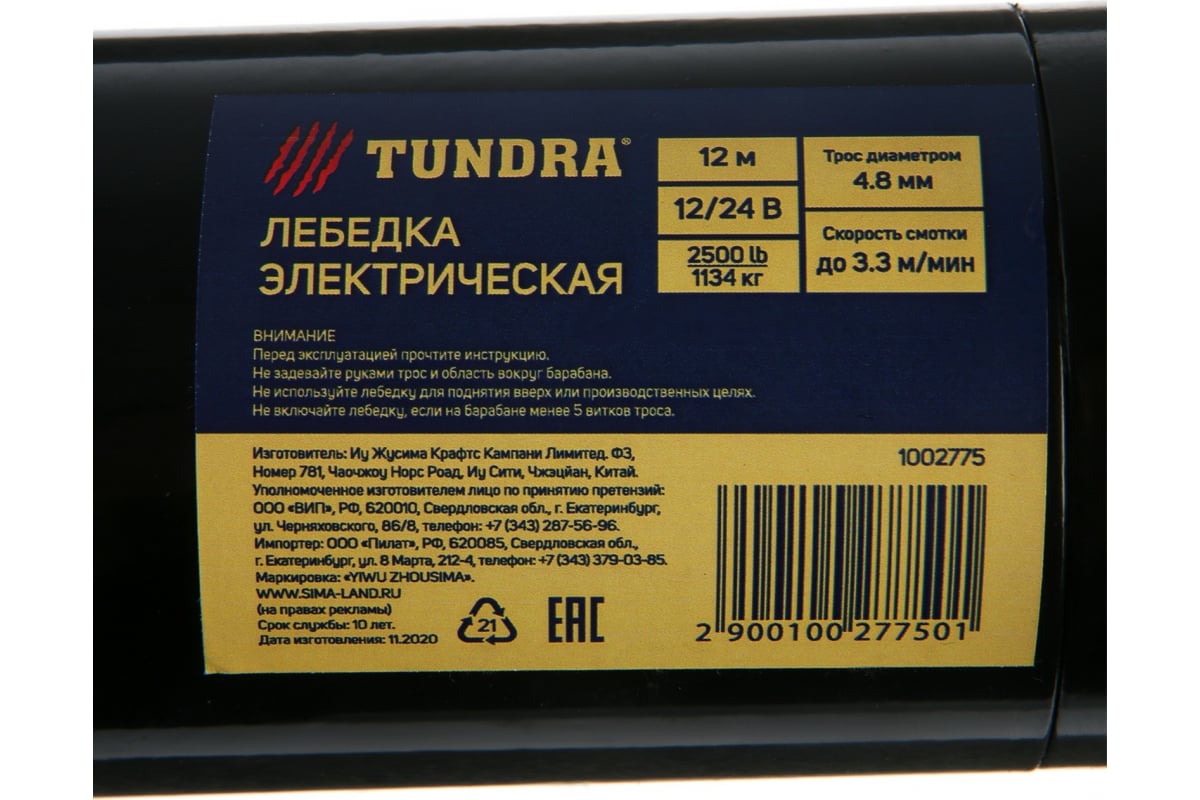 TUNDRA®
ЛЕБЕДКА
ЭЛЕКТРИЧЕСКАЯ
12 м
12/24 В
2500 lb
1134 кг
Трос диаметром
4.8 мм
Скорость смотки
до 3.3 м/мин
ВНИМАНИЕ
Перед эксплуатацией прочтите инструкцию.
Не задевайте руками трос и область вокруг барабана.
Не используйте лебедку для поднятия вверх или производственных целях.
Не включайте лебедку, если на барабане менее 5 витков троса.
Изготовитель: Иу Жусима Крафтс Кампани Лимитед. ФЗ,
Номер 781, Чаочжоу Норс Роад, Иу Сити, Чжэцйан, Китай.
Уполномоченное изготовителем лицо по принятию претензий:
ООО «ВИП», РФ, 620010, Свердловская обл., г. Екатеринбург,
ул. Черняховского, 86/8, телефон: +7 (343) 287-56-96.
Импортер: ООО «Пилат», РФ, 620085, Свердловская обл.,
г. Екатеринбург, ул. 8 Марта, 212-4, телефон: +7 (343) 379-03-85.
Маркировка: «YIWU ZHOUSIMA».
WWW.SIMA-LAND.RU
(на правах рекламы)
Срок службы: 10 лет.
Дата изготовления: 11.2020
21
EAC
1002775
2 900100 277501